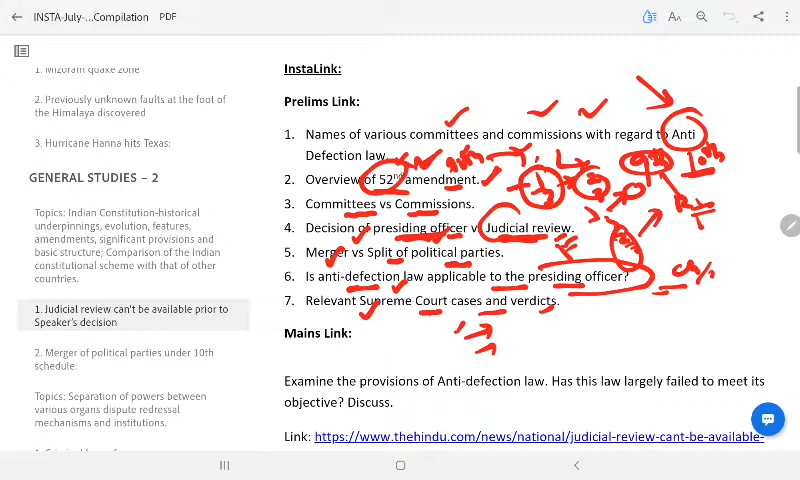 INSTA-July-...Compilation PDF
AA
1. Mizoram quake zone
2. Previously unknown faults at the foot of
the Himalaya discovered
3. Hurricane Hanna hits Texas:
GENERAL STUDIES – 2
Topics: Indian Constitution-historical
underpinnings, evolution, features,
amendments, significant provisions and
basic structure; Comparison of the Indian
constitutional scheme with that of other
countries.
1. Judicial review can't be available prior to
Speaker's decision
2. Merger of political parties under 10th
schedule:
Topics: Separation of powers between
various organs dispute redressal
mechanisms and institutions.
InstaLink:
Prelims Link:
1. Names of various committees and commissions with regard to Anti
Defection law.
2. Overview of 52nd amendment.
3. Committees vs Commissions.
4. Decision of presiding officer vs Judicial review.
5. Merger vs Split of political parties.
6. Is anti-defection law applicable to the presiding officer?
7. Relevant Supreme Court cases and verdicts.
Mains Link:
Examine the provisions of Anti-defection law. Has this law largely failed to meet its
objective? Discuss.
Link: https://www.thehindu.com/news/national/judicial-review-cant-be-available-
91st
1/3
2/3
9th
10th